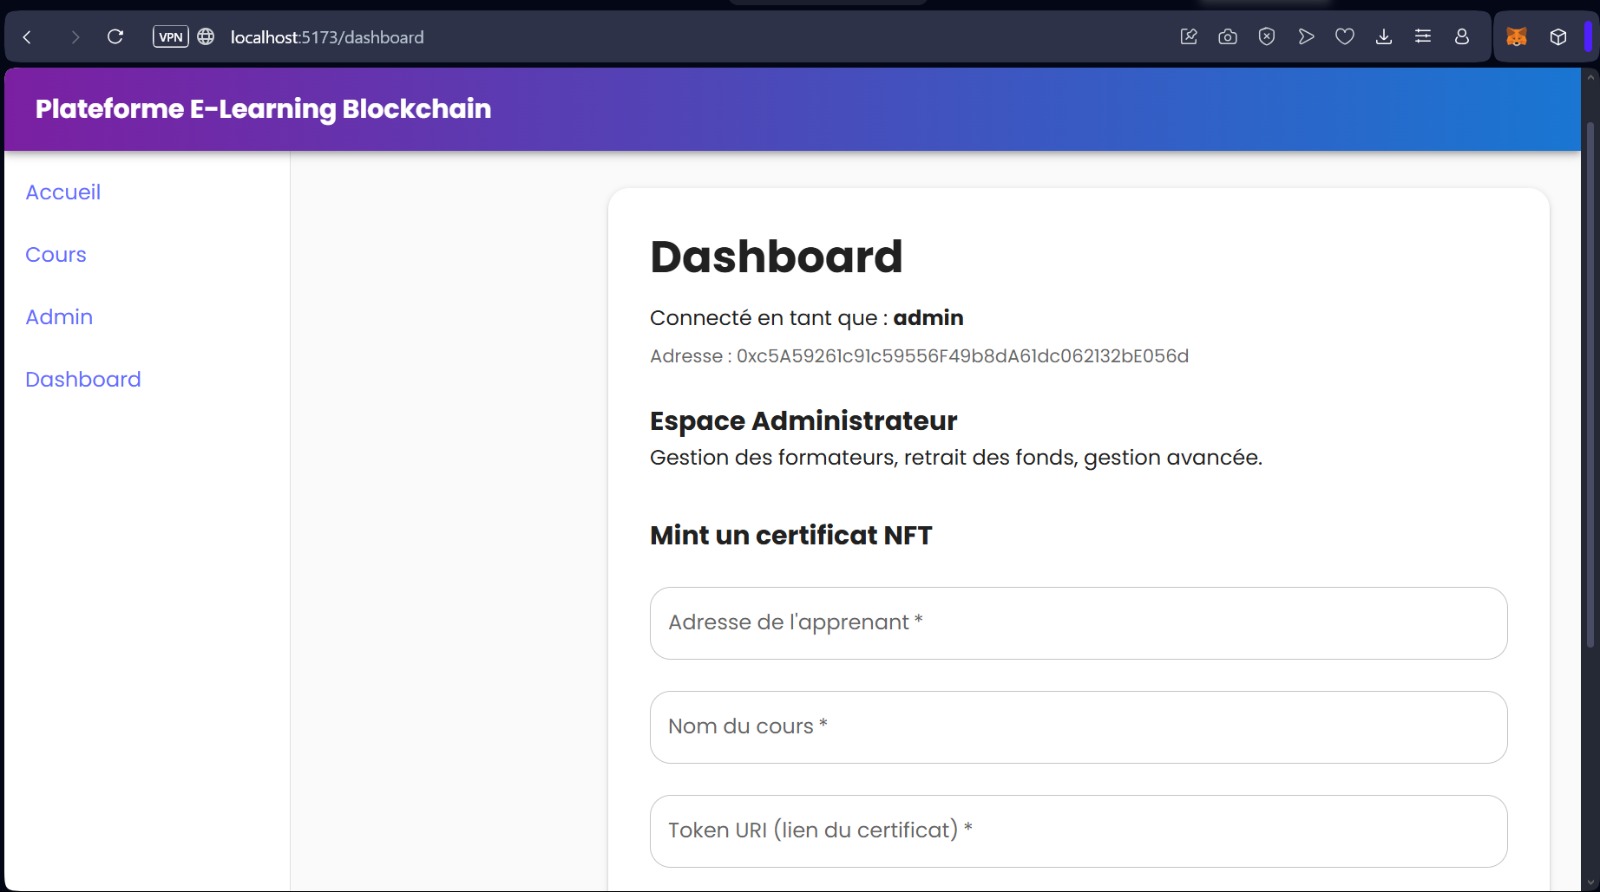 VPN
localhost:5173/dashboard
Plateforme E-Learning Blockchain
Accueil
Cours
Admin
Dashboard
Dashboard
Connecté en tant que : admin
Adresse : 0xc5A59261c91c59556F49b8dA61dc062132bE056d
Espace Administrateur
Gestion des formateurs, retrait des fonds, gestion avancée.
Mint un certificat NFT
Adresse de l'apprenant *
Nom du cours *
Token URI (lien du certificat) *